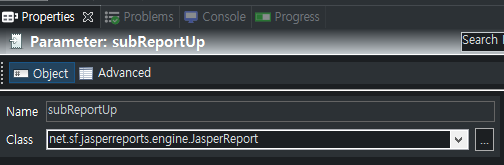 Properties Problems Console Progress
Parameter: subReportUp
Search
Object Advanced
Name subReportUp
Class net.sf.jasperreports.engine.JasperReport ...